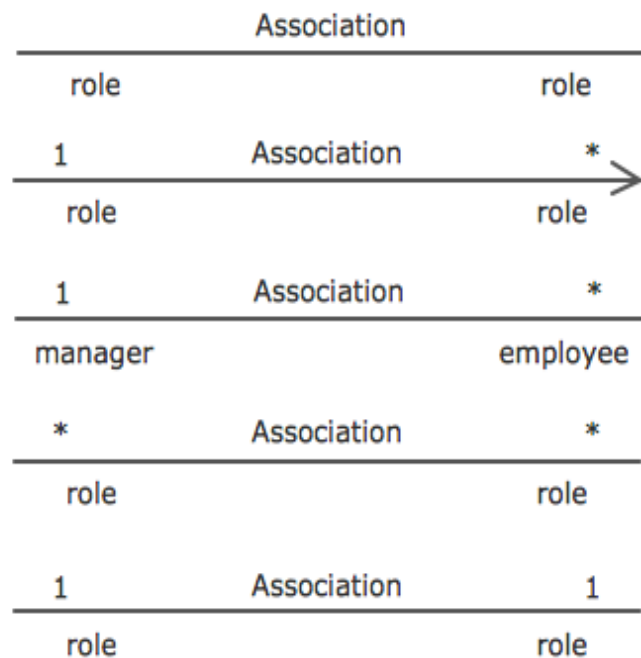 Association
role role
1 Association *
role role
1 Association *
manager employee
* Association *
role role
1 Association 1
role role